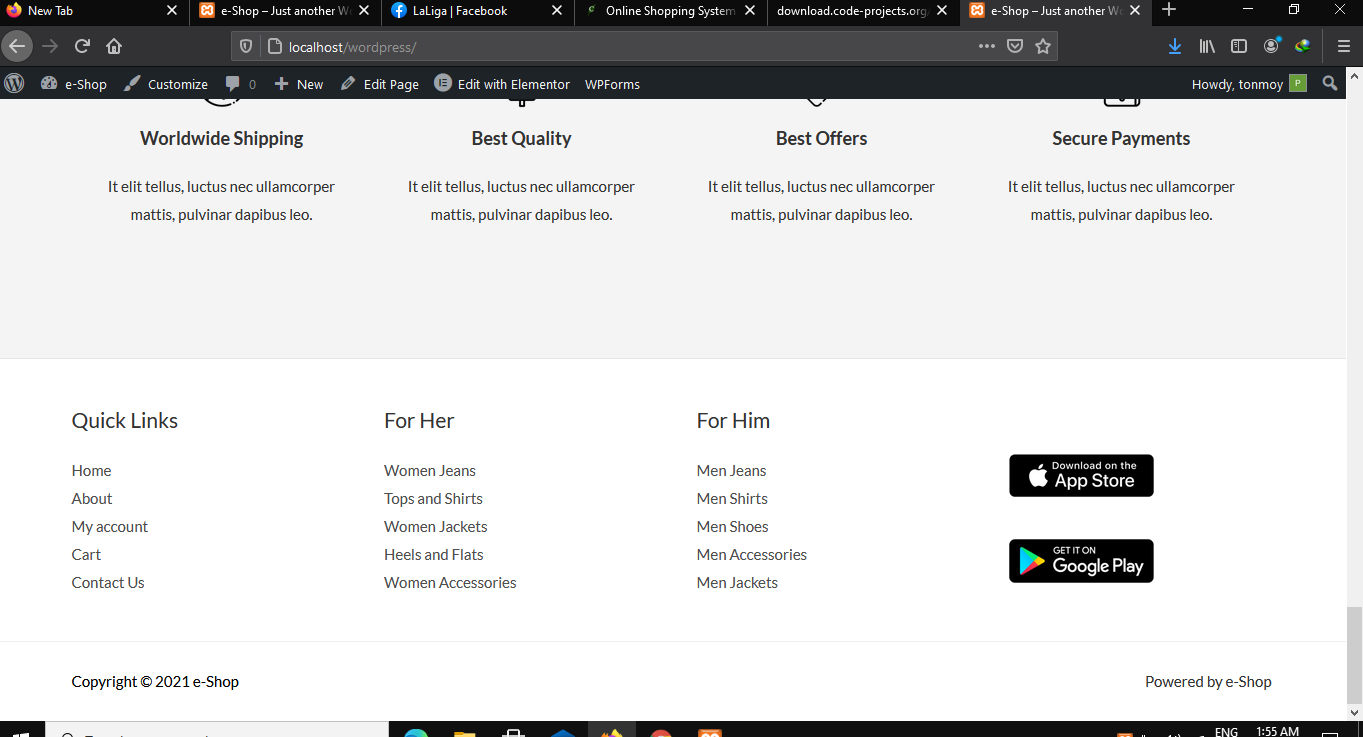 New Tab
e-Shop – Just another W
LaLiga | Facebook
Online Shopping System
download.code-projects.org
e-Shop – Just another W
localhost/wordpress/
e-Shop
Customize
0
New
Edit Page
Edit with Elementor
WPForms
Howdy, tonmoy
P
Worldwide Shipping
Best Quality
Best Offers
Secure Payments
It elit tellus, luctus nec ullamcorper
mattis, pulvinar dapibus leo.
It elit tellus, luctus nec ullamcorper
mattis, pulvinar dapibus leo.
It elit tellus, luctus nec ullamcorper
mattis, pulvinar dapibus leo.
It elit tellus, luctus nec ullamcorper
mattis, pulvinar dapibus leo.
Quick Links
Home
About
My account
Cart
Contact Us
For Her
Women Jeans
Tops and Shirts
Women Jackets
Heels and Flats
Women Accessories
For Him
Men Jeans
Men Shirts
Men Shoes
Men Accessories
Men Jackets
Download on the
App Store
GET IT ON
Google Play
Copyright © 2021 e-Shop
Powered by e-Shop
ENG
1:55 AM